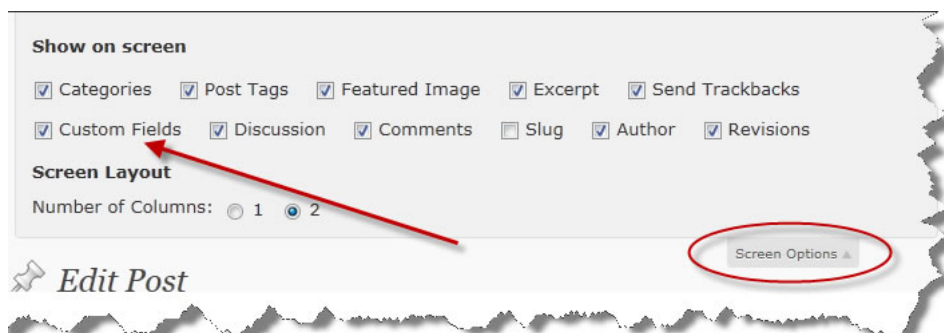 Show on screen
Categories Post Tags Featured Image Excerpt Send Trackbacks
Custom Fields Discussion Comments Slug Author Revisions
Screen Layout
Number of Columns: 1 2
Screen Options
Edit Post